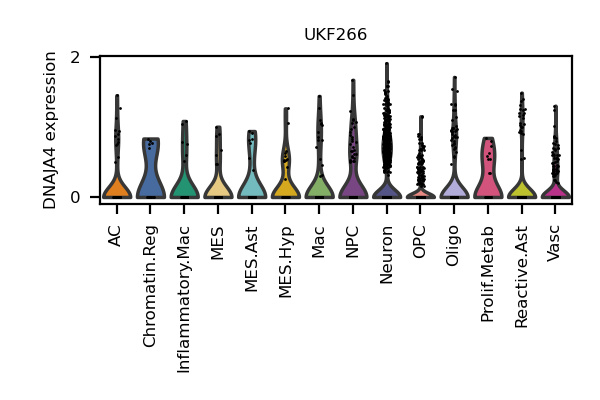 UKF266
DNAJA4 expression
2
0
AC
Chromatin.Reg
Inflammatory.Mac
MES
MES.Ast
MES.Hyp
Mac
NPC
Neuron
OPC
Oligo
Prolif.Metab
Reactive.Ast
Vasc